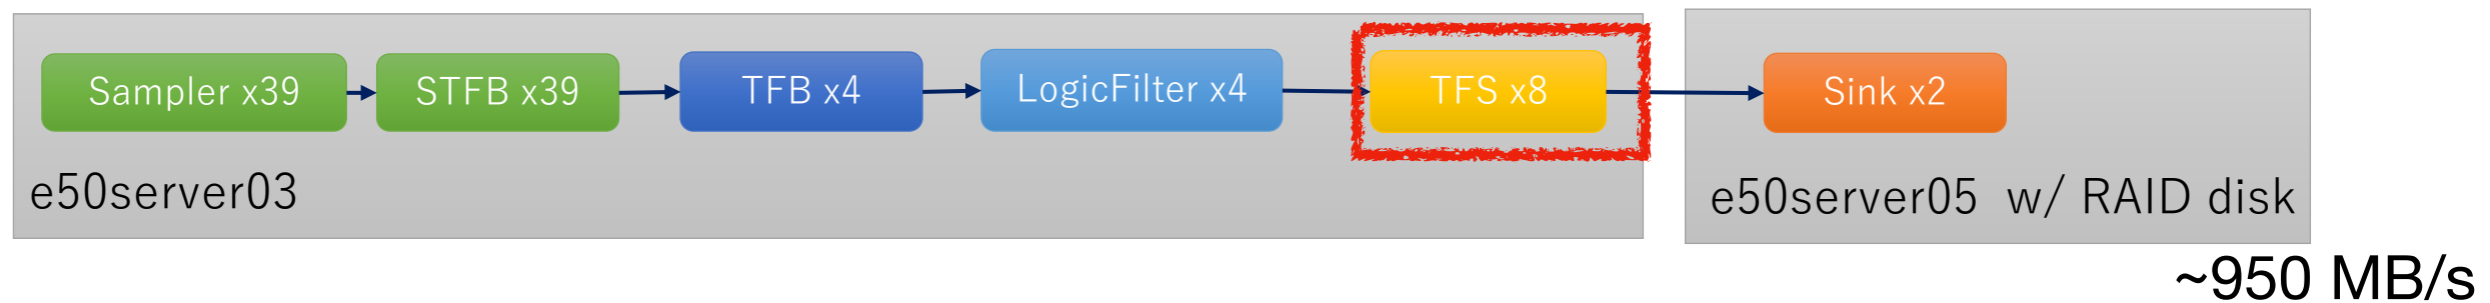 Sampler x39
STFB x39
TFB x4
LogicFilter x4
TFS x8
Sink x2
e50server03
e50server05 w/ RAID disk
~950 MB/s